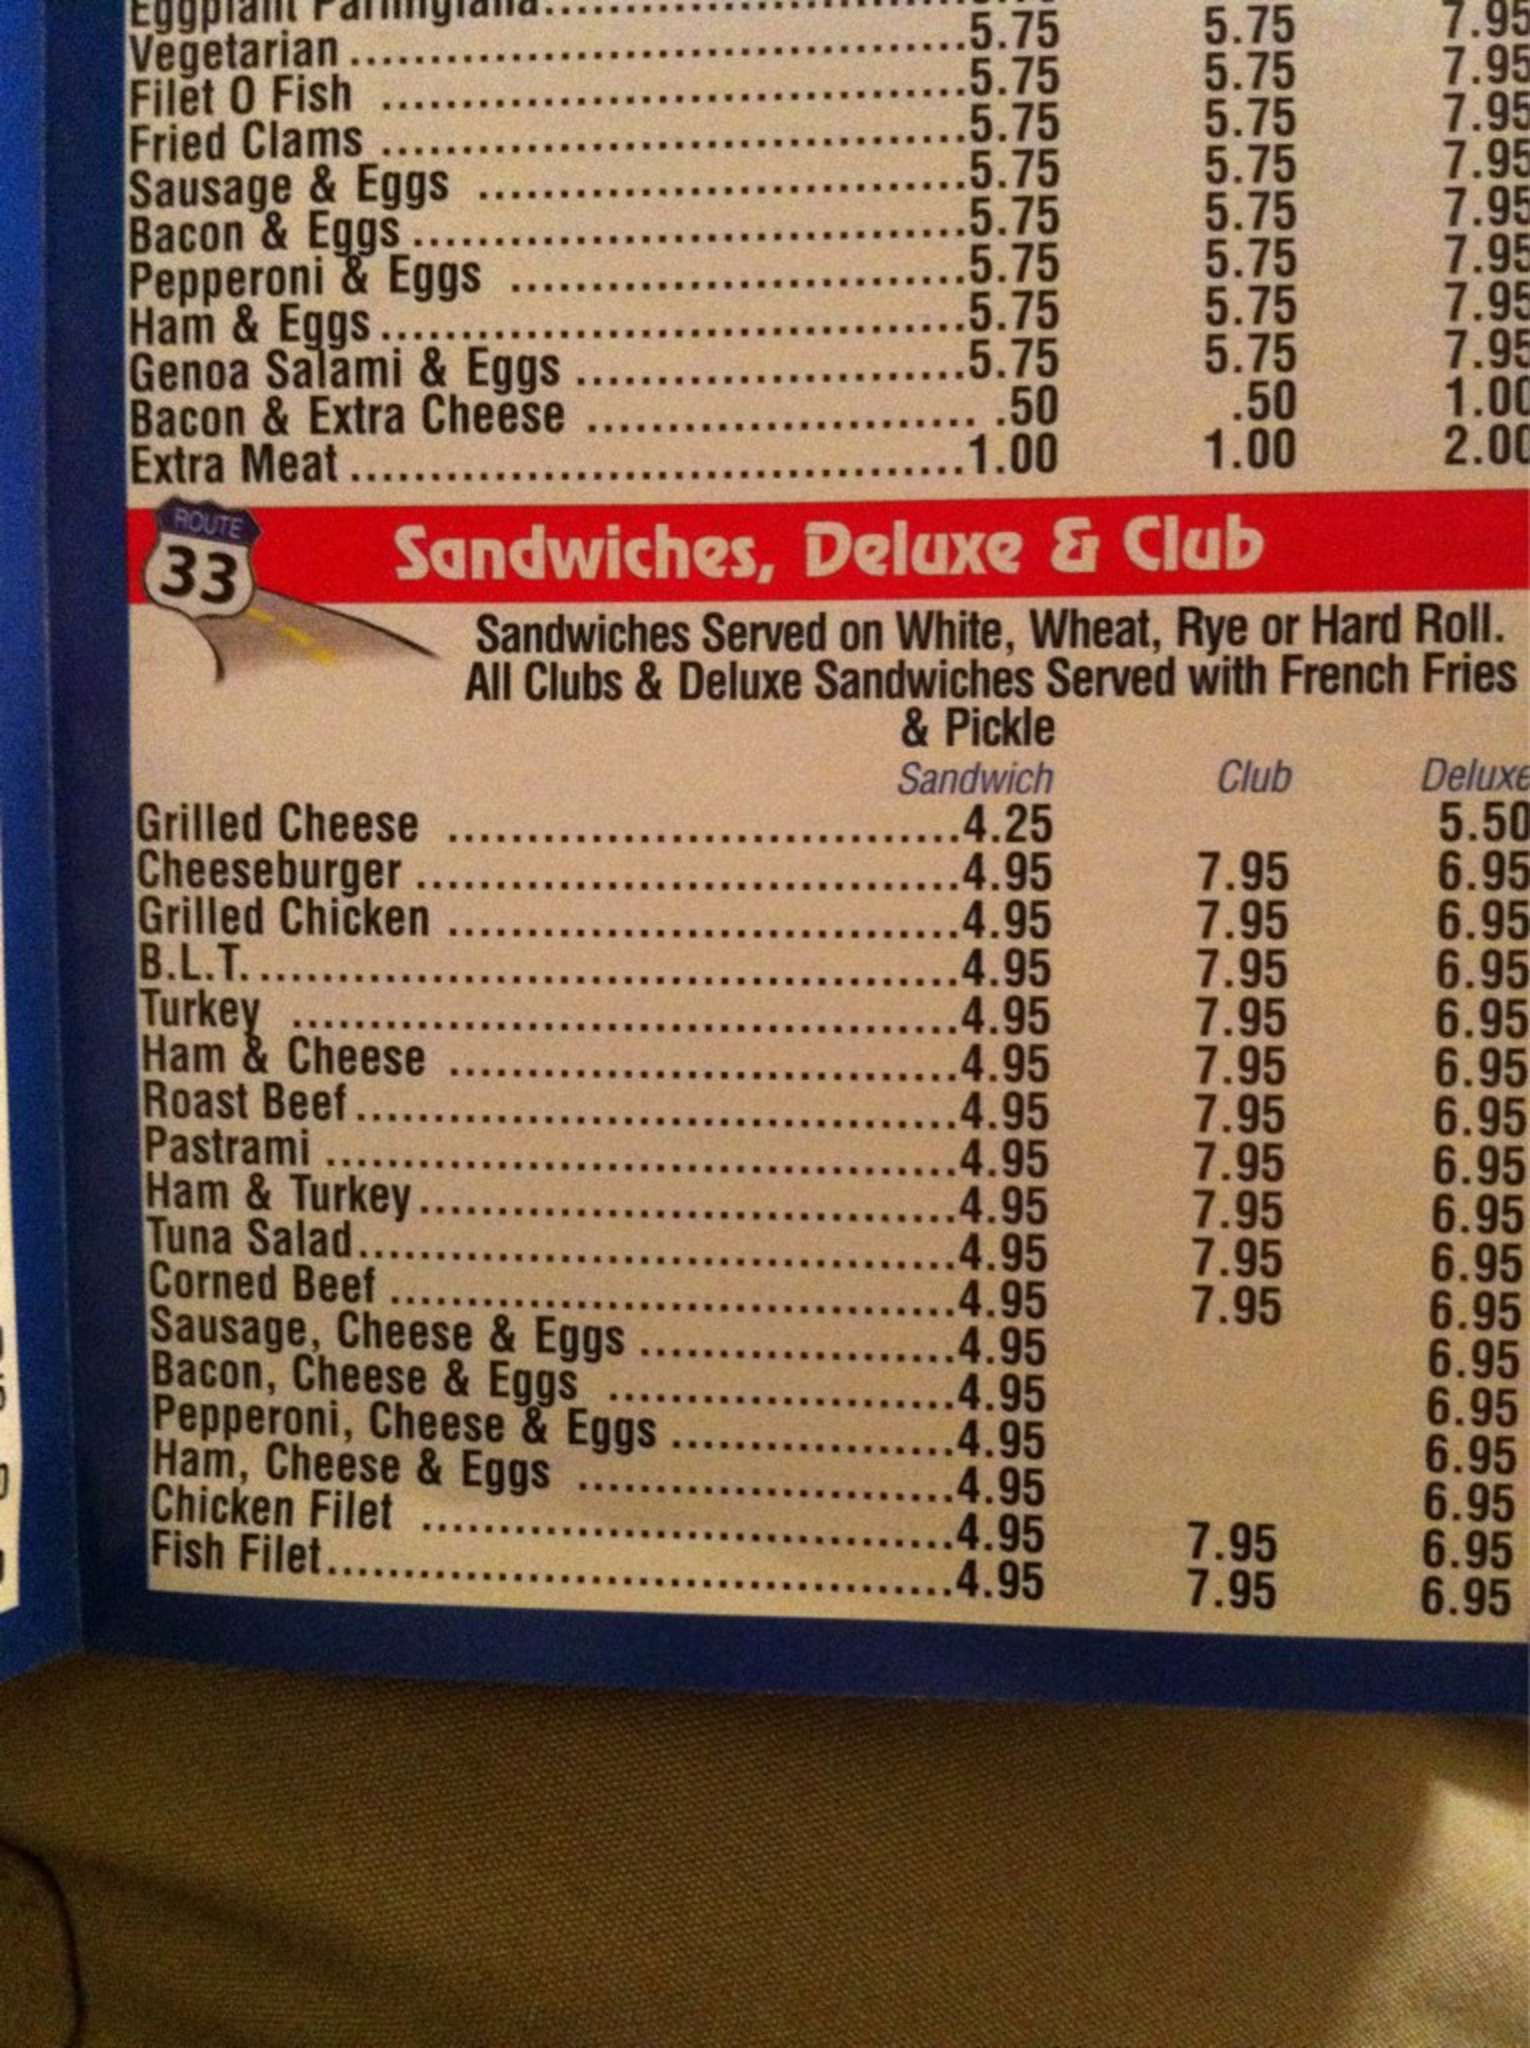 Eggplant Parmigiana
Vegetarian 5.75 5.75 7.95
Filet O Fish 5.75 5.75 7.95
Fried Clams 5.75 5.75 7.95
Sausage & Eggs 5.75 5.75 7.95
Bacon & Eggs 5.75 5.75 7.95
Pepperoni & Eggs 5.75 5.75 7.95
Ham & Eggs 5.75 5.75 7.95
Genoa Salami & Eggs 5.75 5.75 7.95
Bacon & Extra Cheese .50 .50 1.00
Extra Meat 1.00 1.00 2.00
ROUTE
33
Sandwiches, Deluxe & Club
Sandwiches Served on White, Wheat, Rye or Hard Roll.
All Clubs & Deluxe Sandwiches Served with French Fries
& Pickle
Sandwich Club Deluxe
Grilled Cheese 4.25 5.50
Cheeseburger 4.95 7.95 6.95
Grilled Chicken 4.95 7.95 6.95
B.L.T. 4.95 7.95 6.95
Turkey 4.95 7.95 6.95
Ham & Cheese 4.95 7.95 6.95
Roast Beef 4.95 7.95 6.95
Pastrami 4.95 7.95 6.95
Ham & Turkey 4.95 7.95 6.95
Tuna Salad 4.95 7.95 6.95
Corned Beef 4.95 7.95 6.95
Sausage, Cheese & Eggs 4.95 6.95
Bacon, Cheese & Eggs 4.95 6.95
Pepperoni, Cheese & Eggs 4.95 6.95
Ham, Cheese & Eggs 4.95 6.95
Chicken Filet 4.95 7.95 6.95
Fish Filet 4.95 7.95 6.95